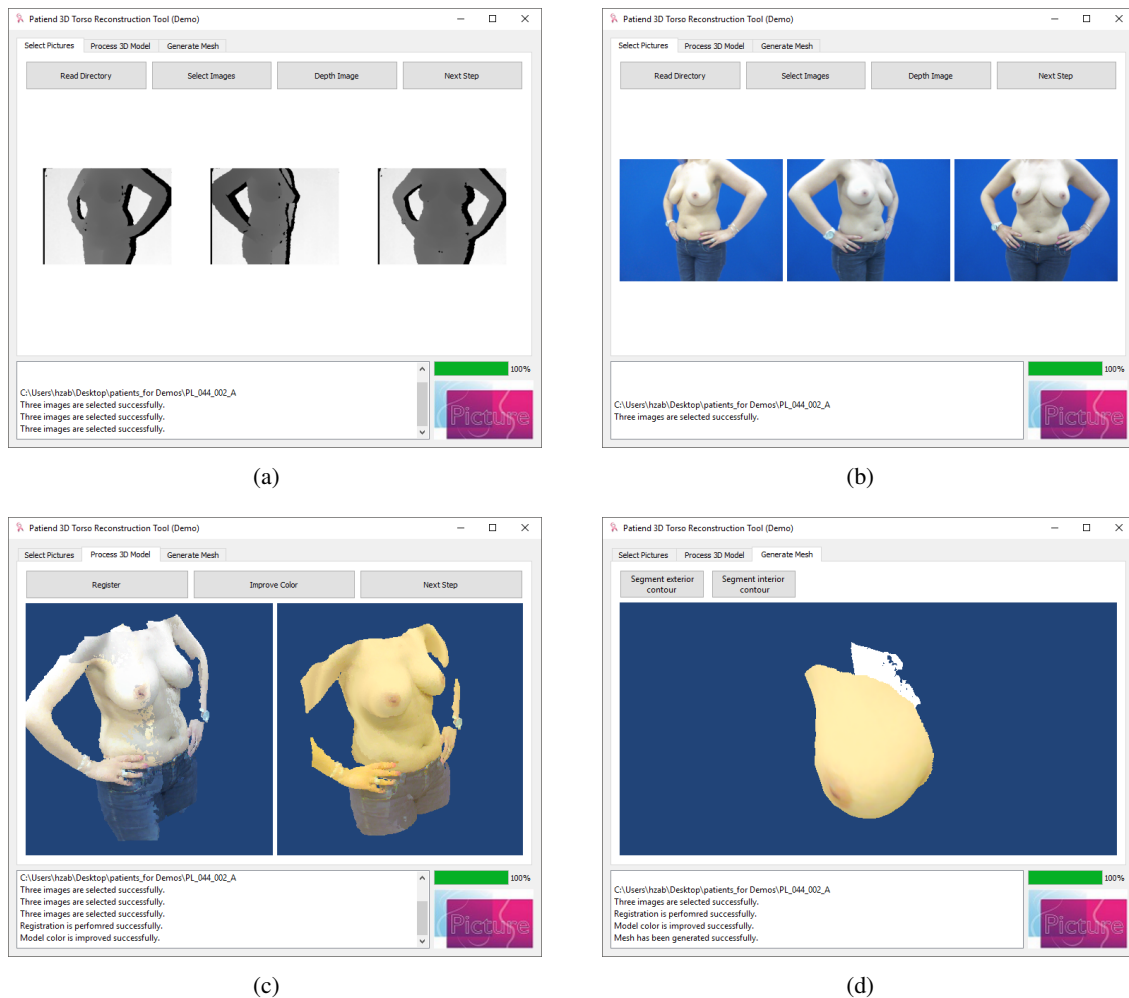 Patiend 3D Torso Reconstruction Tool (Demo)
Select Pictures Process 3D Model Generate Mesh
Read Directory Select Images Depth Image Next Step
100%
C:\Users\hzab\Desktop\patients_for Demos\PL_044_002_A
Three images are selected successfully.
Three images are selected successfully.
Three images are selected successfully.
Picture
(a)
Patiend 3D Torso Reconstruction Tool (Demo)
Select Pictures Process 3D Model Generate Mesh
Read Directory Select Images Depth Image Next Step
100%
C:\Users\hzab\Desktop\patients_for Demos\PL_044_002_A
Three images are selected successfully.
Picture
(b)
Patiend 3D Torso Reconstruction Tool (Demo)
Select Pictures Process 3D Model Generate Mesh
Register Improve Color Next Step
C:\Users\hzab\Desktop\patients_for Demos\PL_044_002_A
100%
Three images are selected successfully.
Three images are selected successfully.
Three images are selected successfully.
Registration is perfomred successfully.
Model color is improved successfully.
Picture
(c)
Patiend 3D Torso Reconstruction Tool (Demo)
Select Pictures Process 3D Model Generate Mesh
Segment exterior
contour
Segment interior
contour
100%
C:\Users\hzab\Desktop\patients_for Demos\PL_044_002_A
Three images are selected successfully.
Registration is perfomred successfully.
Model color is improved successfully.
Mesh has been generated successfully.
Picture
(d)